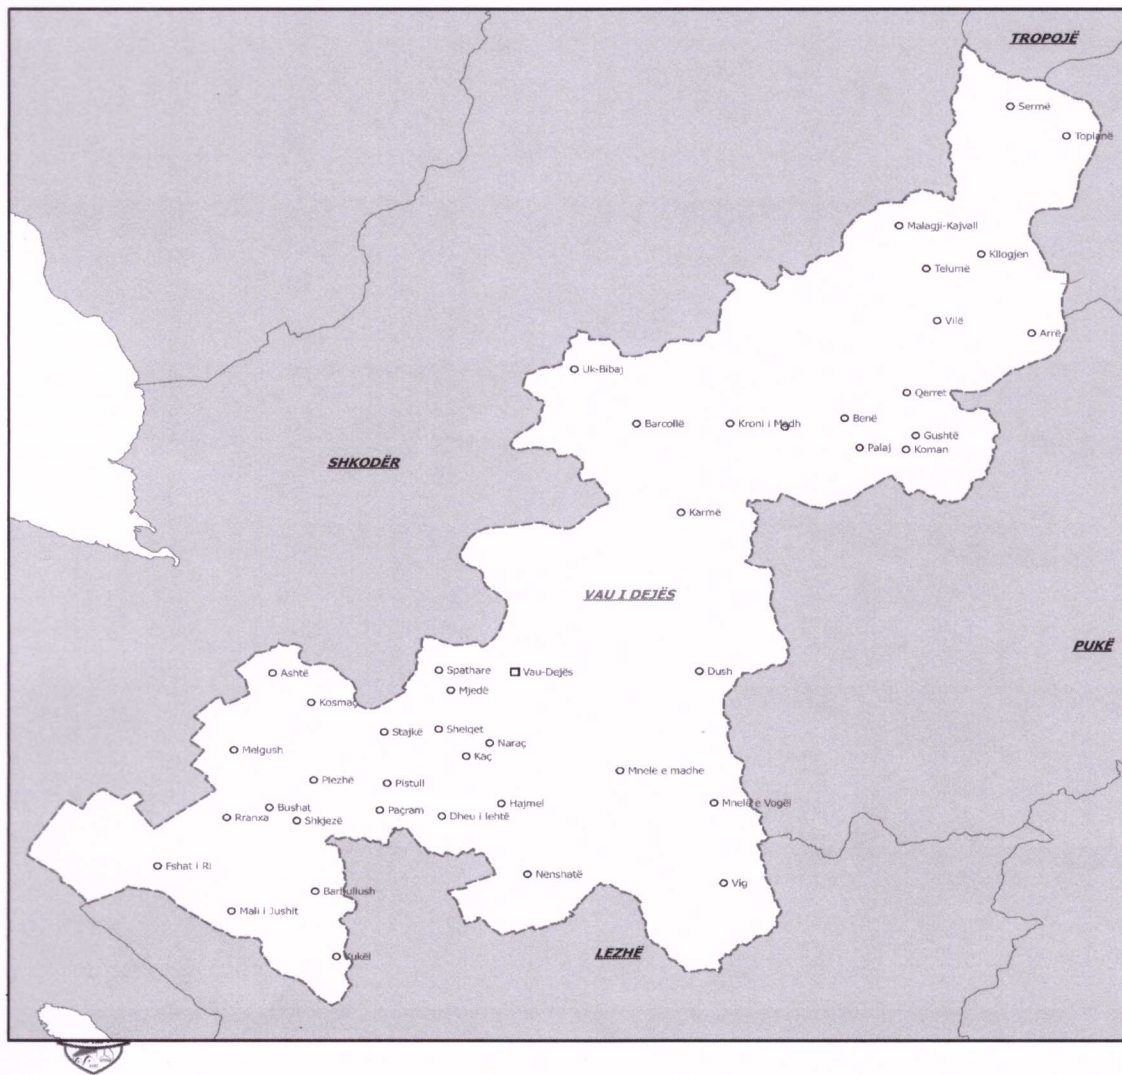 TROPOJË
Sermë
Toplanë
Malagji-Kajvall
Kllogjen
Telumë
Vilë
Arrë
Uk-Bibaj
Qerret
Benë
Barcollë
Kroni i Madh
Gushtë
Palaj
Koman
SHKODËR
Karmë
VAU I DEJËS
PUKË
Ashtë
Spathare
Vau-Dejës
Dush
Mjedë
Kosmaç
Stajkë
Shelqet
Naraç
Melgush
Kaç
Mnele e madhe
Plezhë
Pistull
Bushat
Hajmel
Mnelë e Vogël
Rranxa
Shkjezë
Paçram
Dheu i lehtë
Fshat i Ri
Nënshatë
Vig
Barbullush
Mali i Jushit
LEZHË
Kukël